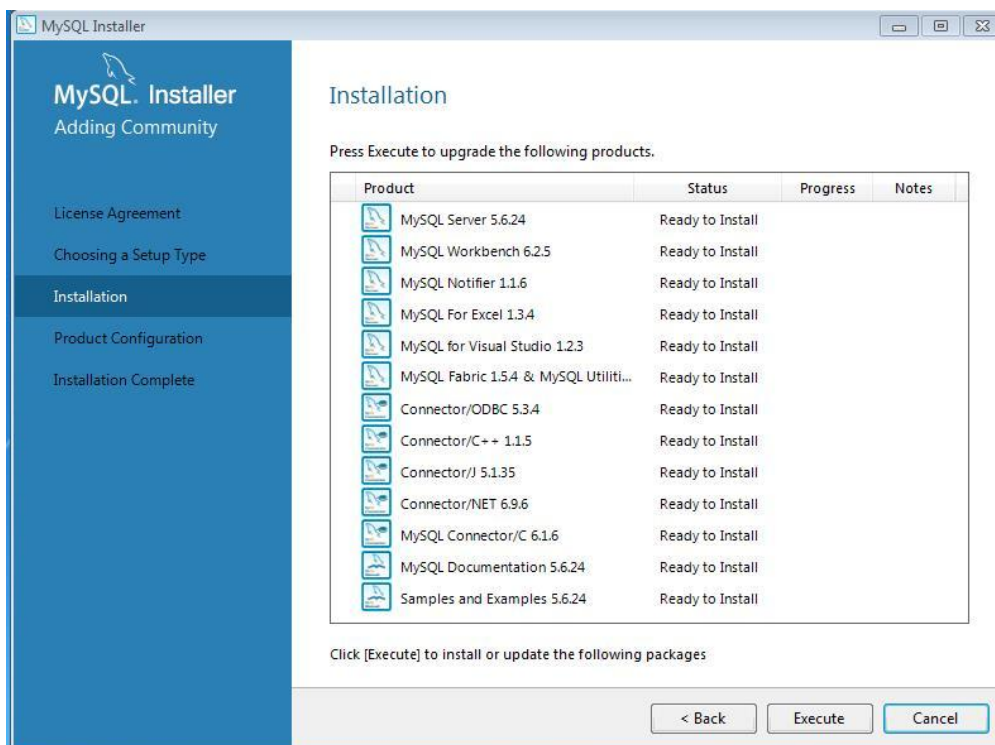 MySQL Installer
MySQL. Installer
Adding Community
License Agreement
Choosing a Setup Type
Installation
Product Configuration
Installation Complete
Installation
Press Execute to upgrade the following products.
Product Status Progress Notes
MySQL Server 5.6.24 Ready to Install
MySQL Workbench 6.2.5 Ready to Install
MySQL Notifier 1.1.6 Ready to Install
MySQL For Excel 1.3.4 Ready to Install
MySQL for Visual Studio 1.2.3 Ready to Install
MySQL Fabric 1.5.4 & MySQL Utiliti... Ready to Install
Connector/ODBC 5.3.4 Ready to Install
Connector/C++ 1.1.5 Ready to Install
Connector/J 5.1.35 Ready to Install
Connector/NET 6.9.6 Ready to Install
MySQL Connector/C 6.1.6 Ready to Install
MySQL Documentation 5.6.24 Ready to Install
Samples and Examples 5.6.24 Ready to Install
Click [Execute] to install or update the following packages
< Back Execute Cancel